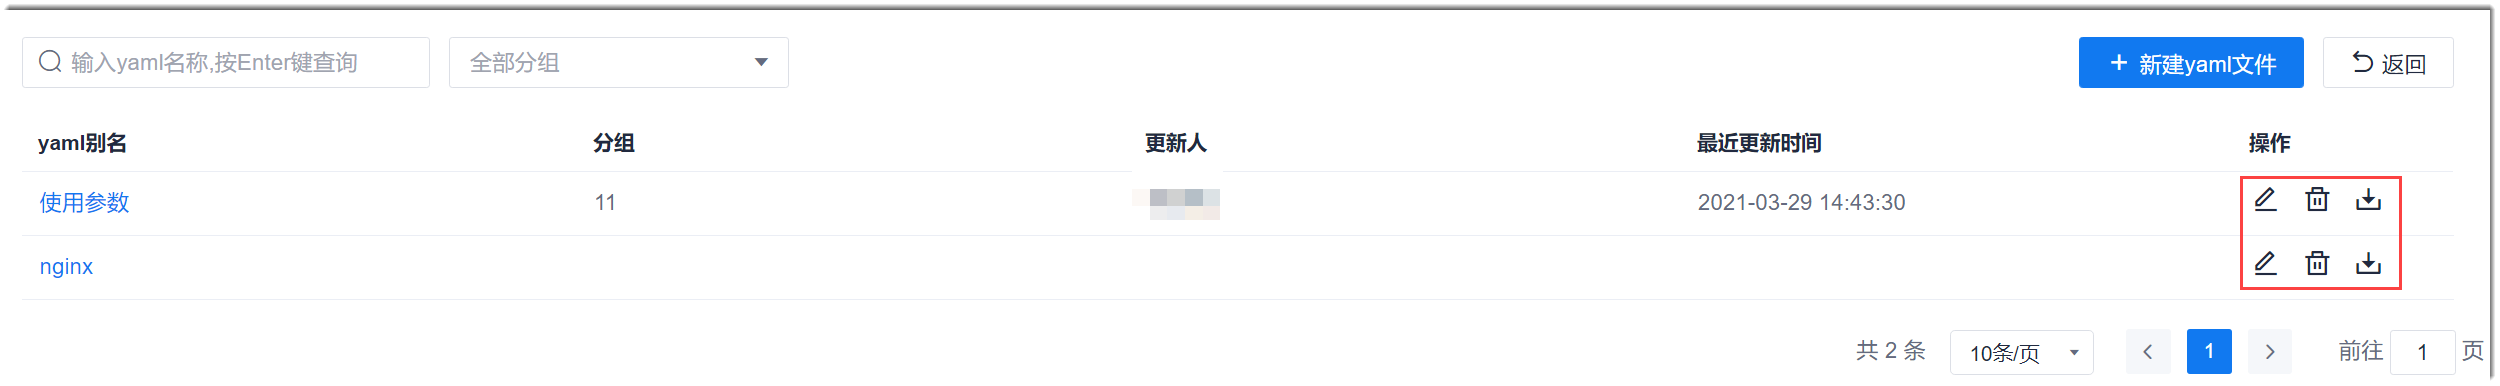 输入yaml名称,按Enter键查询 全部分组 新建yaml文件 返回
yaml别名 分组 更新人 最近更新时间 操作
使用参数 11 2021-03-29 14:43:30
nginx
共 2 条 10条/页 1 前往 1 页